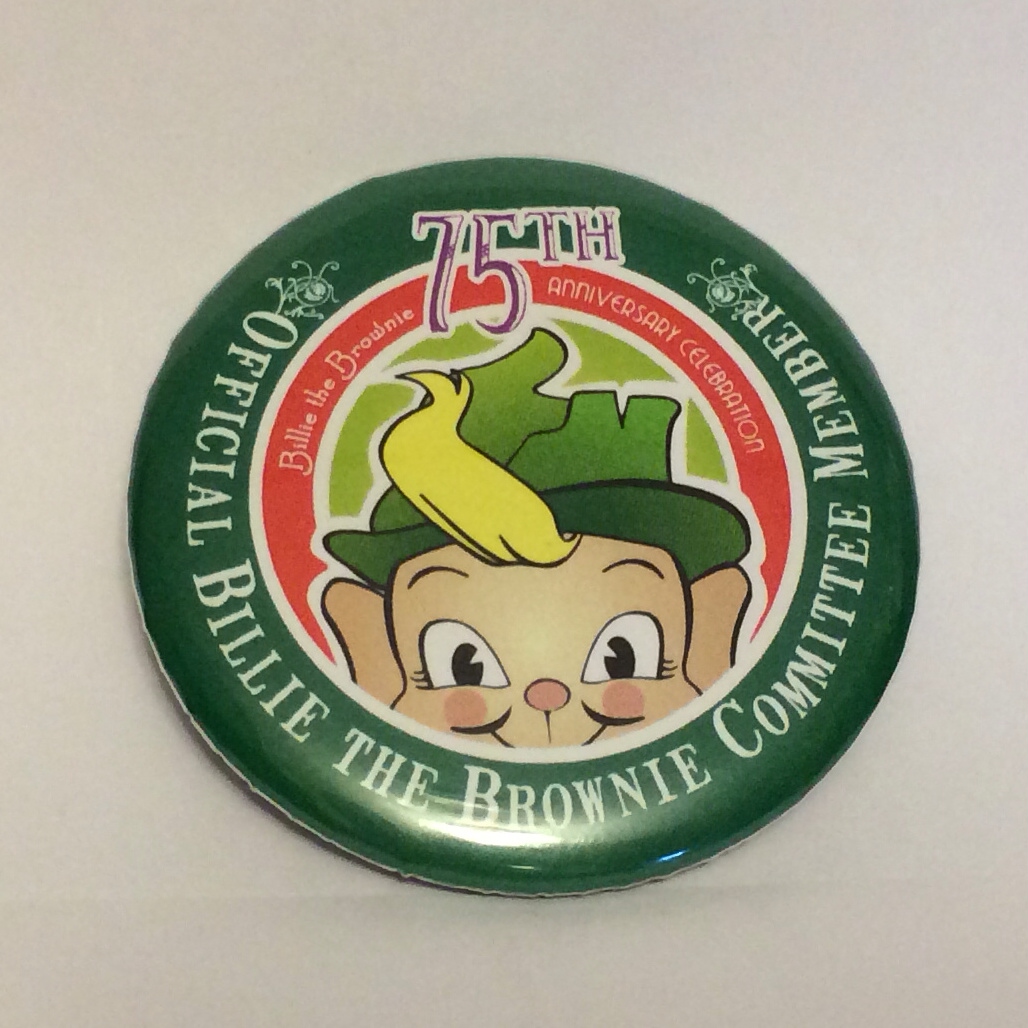 75TH
Billie the Brownie
ANNIVERSARY CELEBRATION
OFFICIAL BILLIE THE BROWNIE COMMITTEE MEMBER